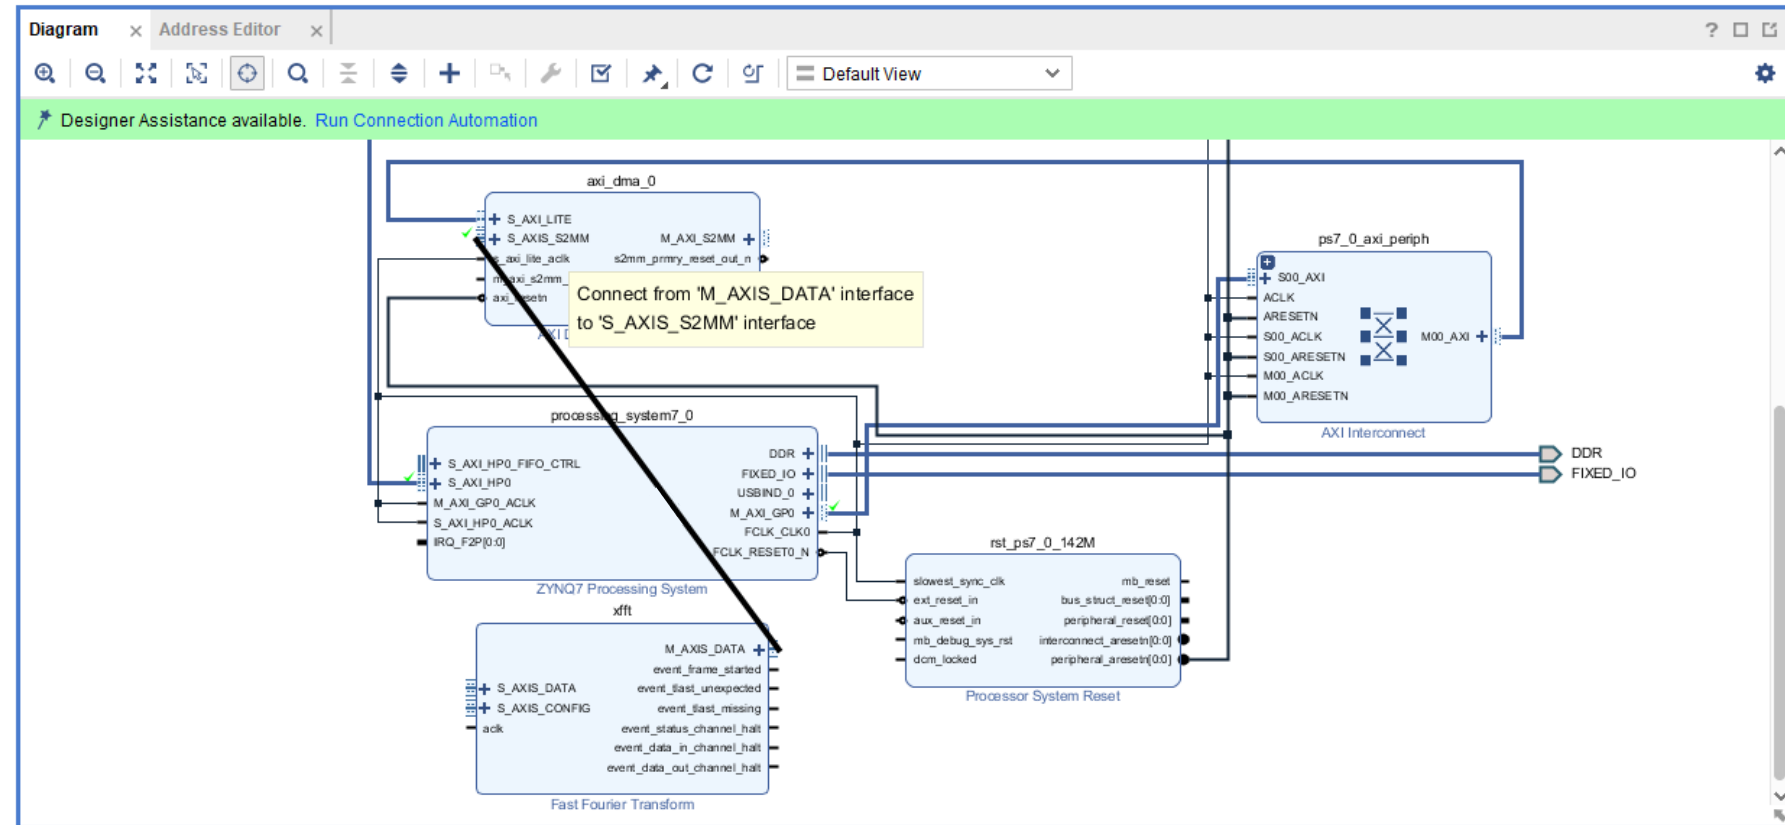 Diagram
Address Editor
Default View
Designer Assistance available. Run Connection Automation
axi_dma_0
S_AXI_LITE
S_AXIS_S2MM
s_axi_lite_aclk
m_axi_s2mm_
axi_resetn
M_AXI_S2MM
s2mm_prmry_reset_out_n
Connect from 'M_AXIS_DATA' interface
to 'S_AXIS_S2MM' interface
ps7_0_axi_periph
S00_AXI
ACLK
ARESETN
S00_ACLK
S00_ARESETN
M00_ACLK
M00_ARESETN
M00_AXI
AXI Interconnect
processing_system7_0
S_AXI_HP0_FIFO_CTRL
S_AXI_HP0
M_AXI_GP0_ACLK
S_AXI_HP0_ACLK
IRQ_F2P[0:0]
DDR
FIXED_IO
USBIND_0
M_AXI_GP0
FCLK_CLK0
FCLK_RESET0_N
ZYNQ7 Processing System
DDR
FIXED_IO
rst_ps7_0_142M
slowest_sync_clk
ext_reset_in
aux_reset_in
mb_debug_sys_rst
dcm_locked
mb_reset
bus_struct_reset[0:0]
peripheral_reset[0:0]
interconnect_aresetn[0:0]
peripheral_aresetn[0:0]
Processor System Reset
xfft
S_AXIS_DATA
S_AXIS_CONFIG
aclk
M_AXIS_DATA
event_frame_started
event_tlast_unexpected
event_tlast_missing
event_status_channel_halt
event_data_in_channel_halt
event_data_out_channel_halt
Fast Fourier Transform